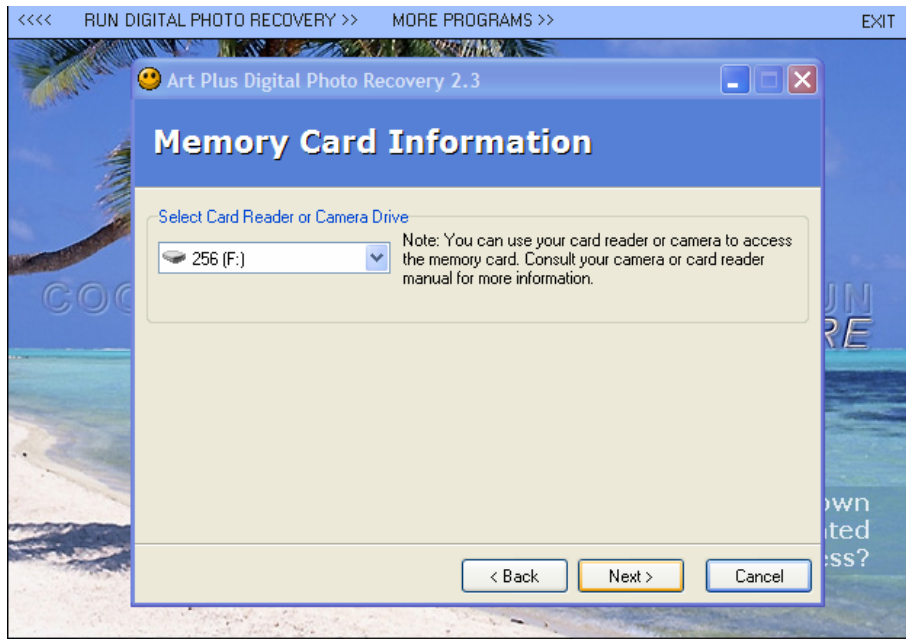 <<<< RUN DIGITAL PHOTO RECOVERY >> MORE PROGRAMS >> EXIT
Art Plus Digital Photo Recovery 2.3
Memory Card Information
Select Card Reader or Camera Drive
256 (F:)
Note: You can use your card reader or camera to access
the memory card. Consult your camera or card reader
manual for more information.
< Back Next > Cancel